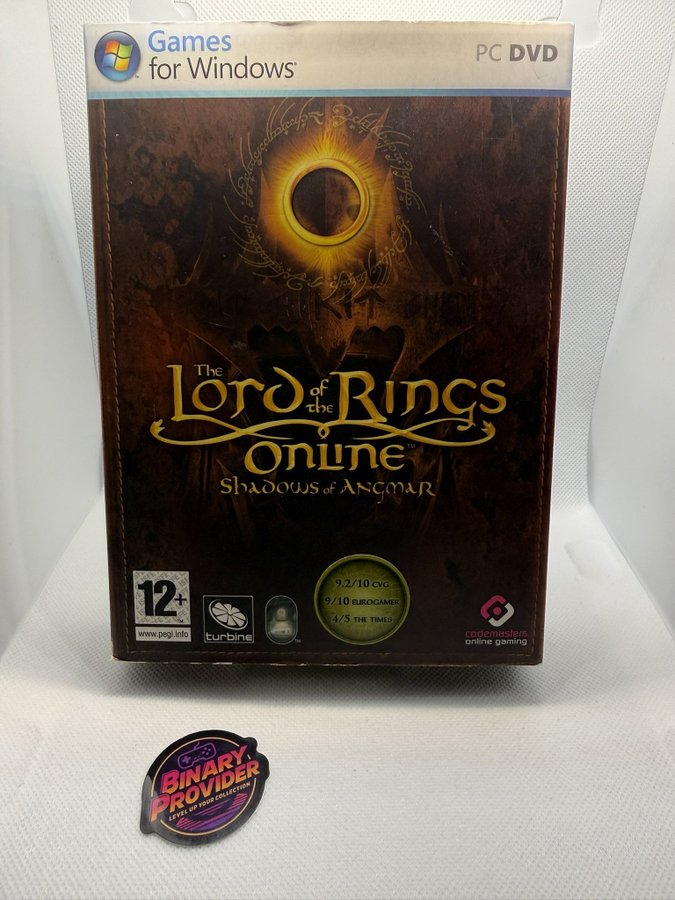 Games
for Windows®
PC DVD
The
Lord of the Rings
Online™
Shadows of Angmar
12+
www.pegi.info
turbine
9.2/10 CVG
9/10 EUROGAMER
4/5 THE TIMES
codemasters
online gaming
BINARY
PROVIDER
LEVEL UP YOUR COLLECTION